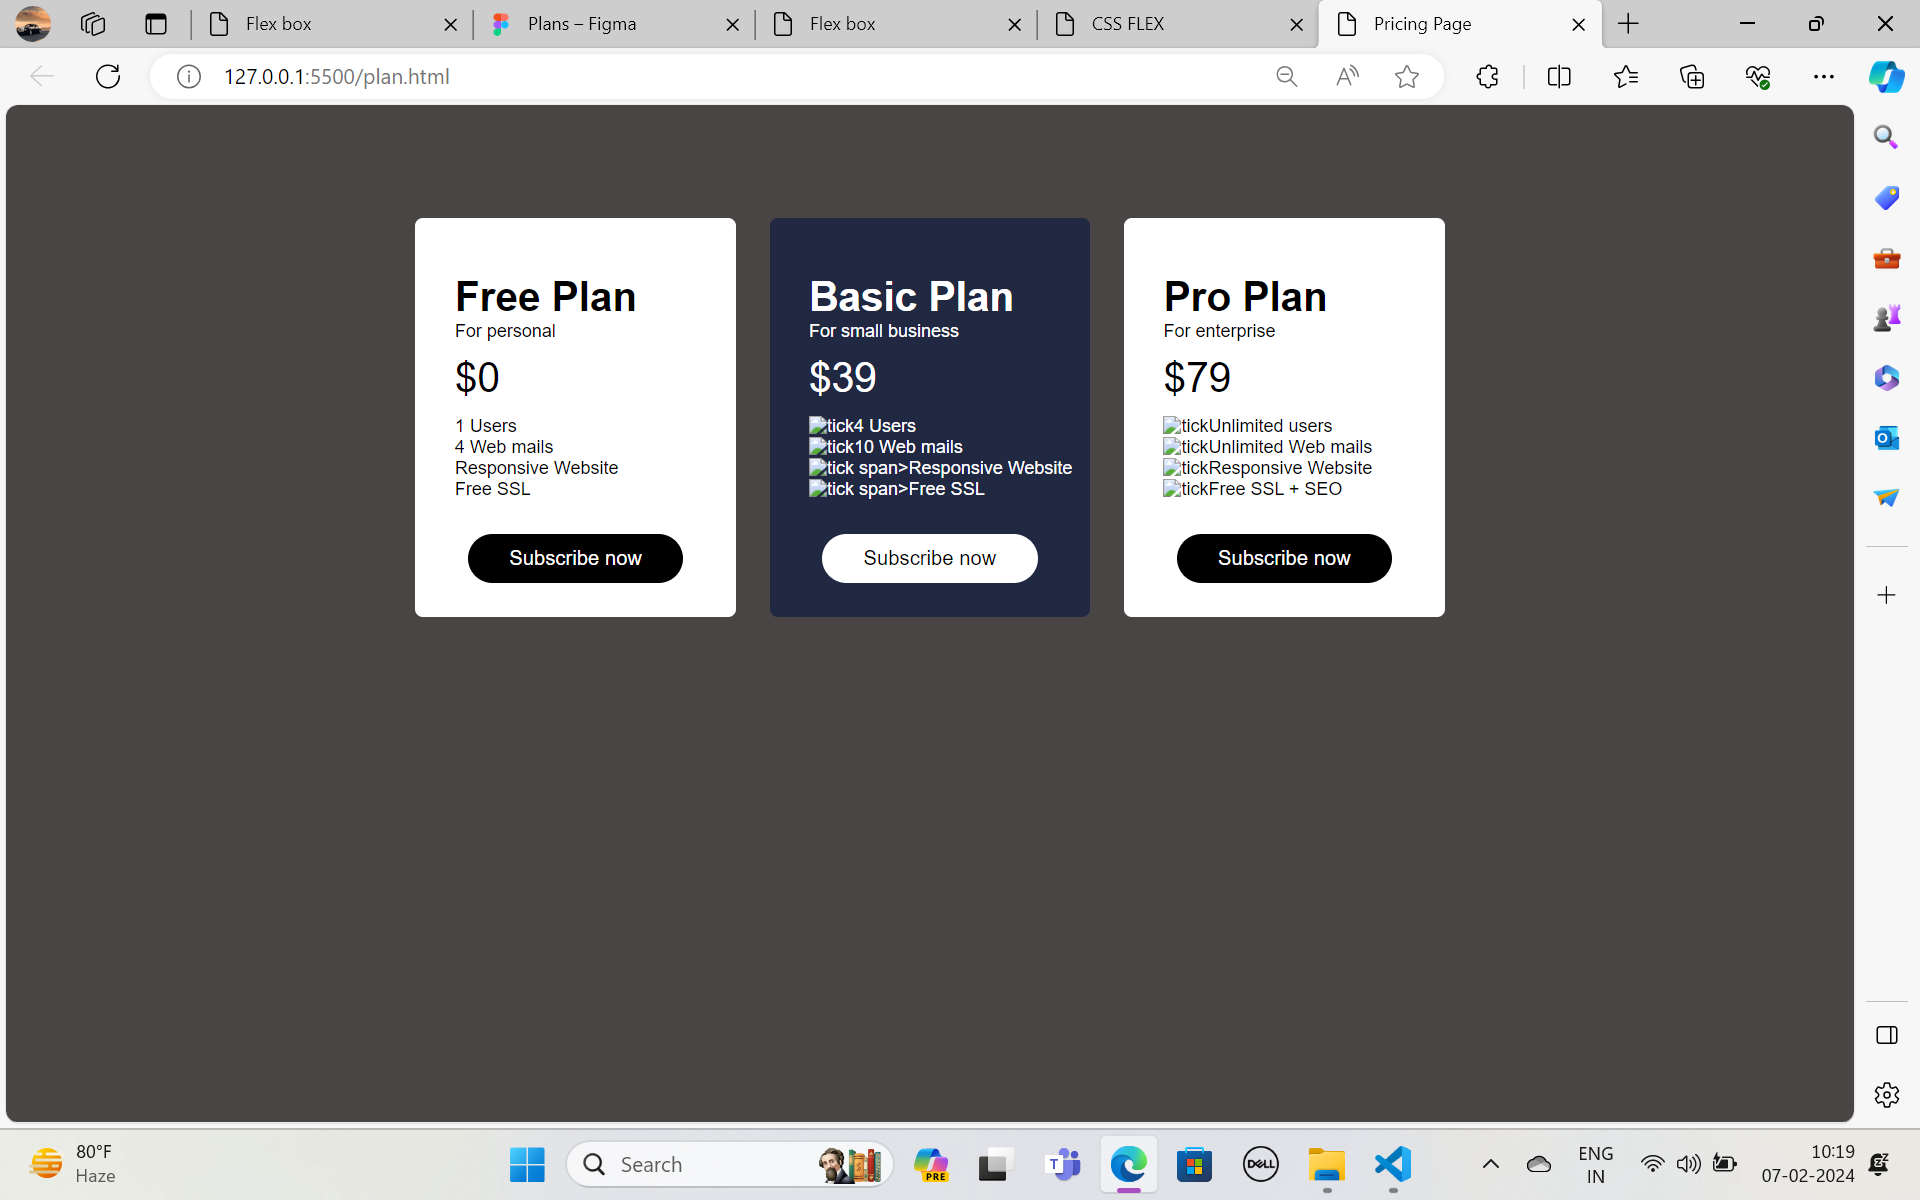 Flex box
Plans – Figma
Flex box
CSS FLEX
Pricing Page
127.0.0.1:5500/plan.html
Free Plan
For personal
$0
1 Users
4 Web mails
Responsive Website
Free SSL
Subscribe now
Basic Plan
For small business
$39
tick4 Users
tick10 Web mails
tick span>Responsive Website
tick span>Free SSL
Subscribe now
Pro Plan
For enterprise
$79
tickUnlimited users
tickUnlimited Web mails
tickResponsive Website
tickFree SSL + SEO
Subscribe now
80°F
Haze
Search
PRE
T
DELL
ENG
IN
10:19
07-02-2024